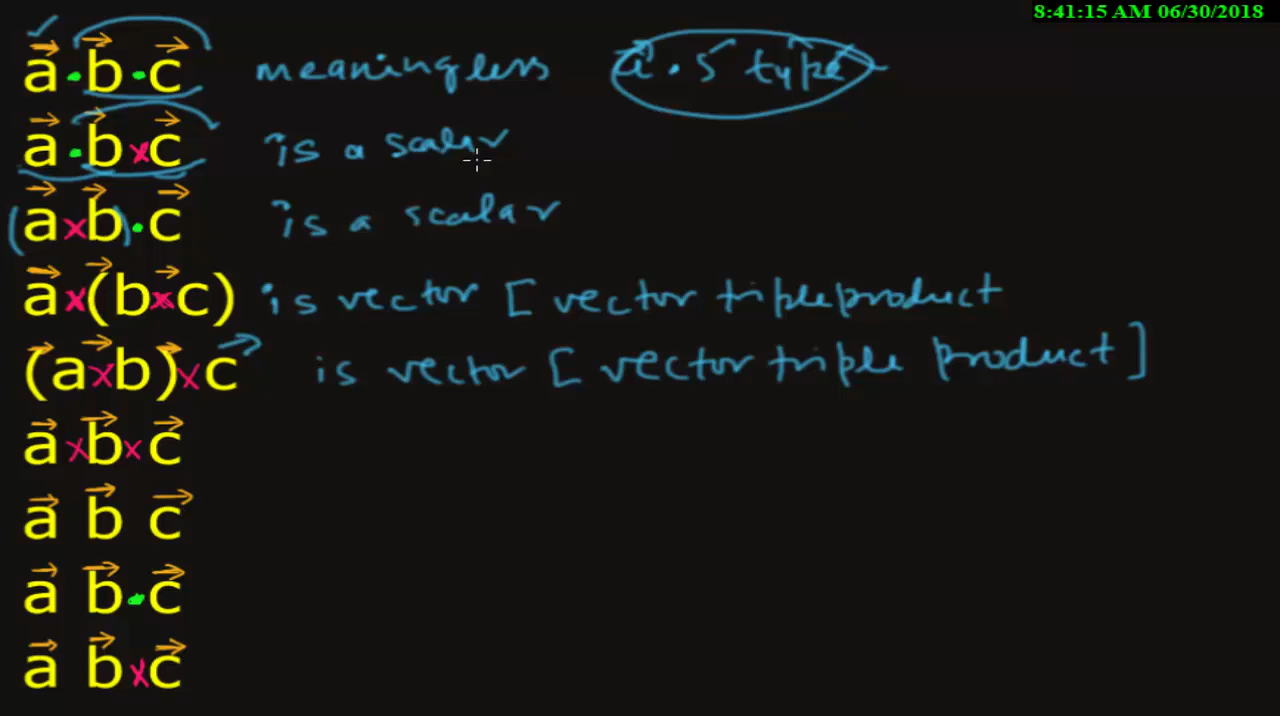 8:41:15 AM 06/30/2018
a⃗ · b⃗ · c⃗ meaningless a⃗ · 5 type
a⃗ · b⃗ × c⃗ is a scalar
(a⃗ × b⃗) · c⃗ is a scalar
a⃗ × (b⃗ × c⃗) is vector [ vector triple product
(a⃗ × b⃗) × c⃗ is vector [ vector triple product ]
a⃗ × b⃗ × c⃗
a⃗ b⃗ c⃗
a⃗ b⃗ · c⃗
a⃗ b⃗ × c⃗